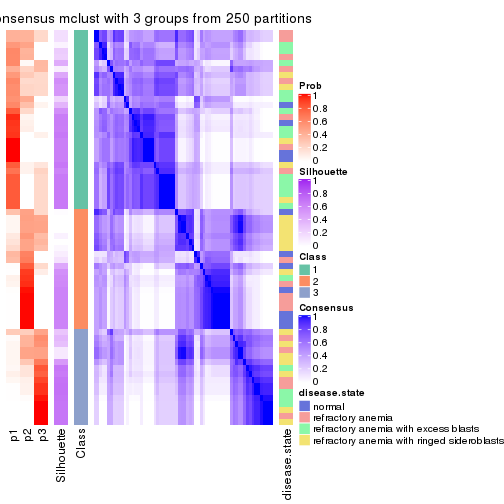 onsensus mclust with 3 groups from 250 partitions
Prob
1
0.8
0.6
0.4
0.2
0
Silhouette
1
0.8
0.6
0.4
0.2
0
Class
1
2
3
Consensus
1
0.8
0.6
0.4
0.2
0
disease.state
normal
refractory anemia
refractory anemia with excess blasts
refractory anemia with ringed sideroblasts
p1
p2
p3
Silhouette
Class
disease.state